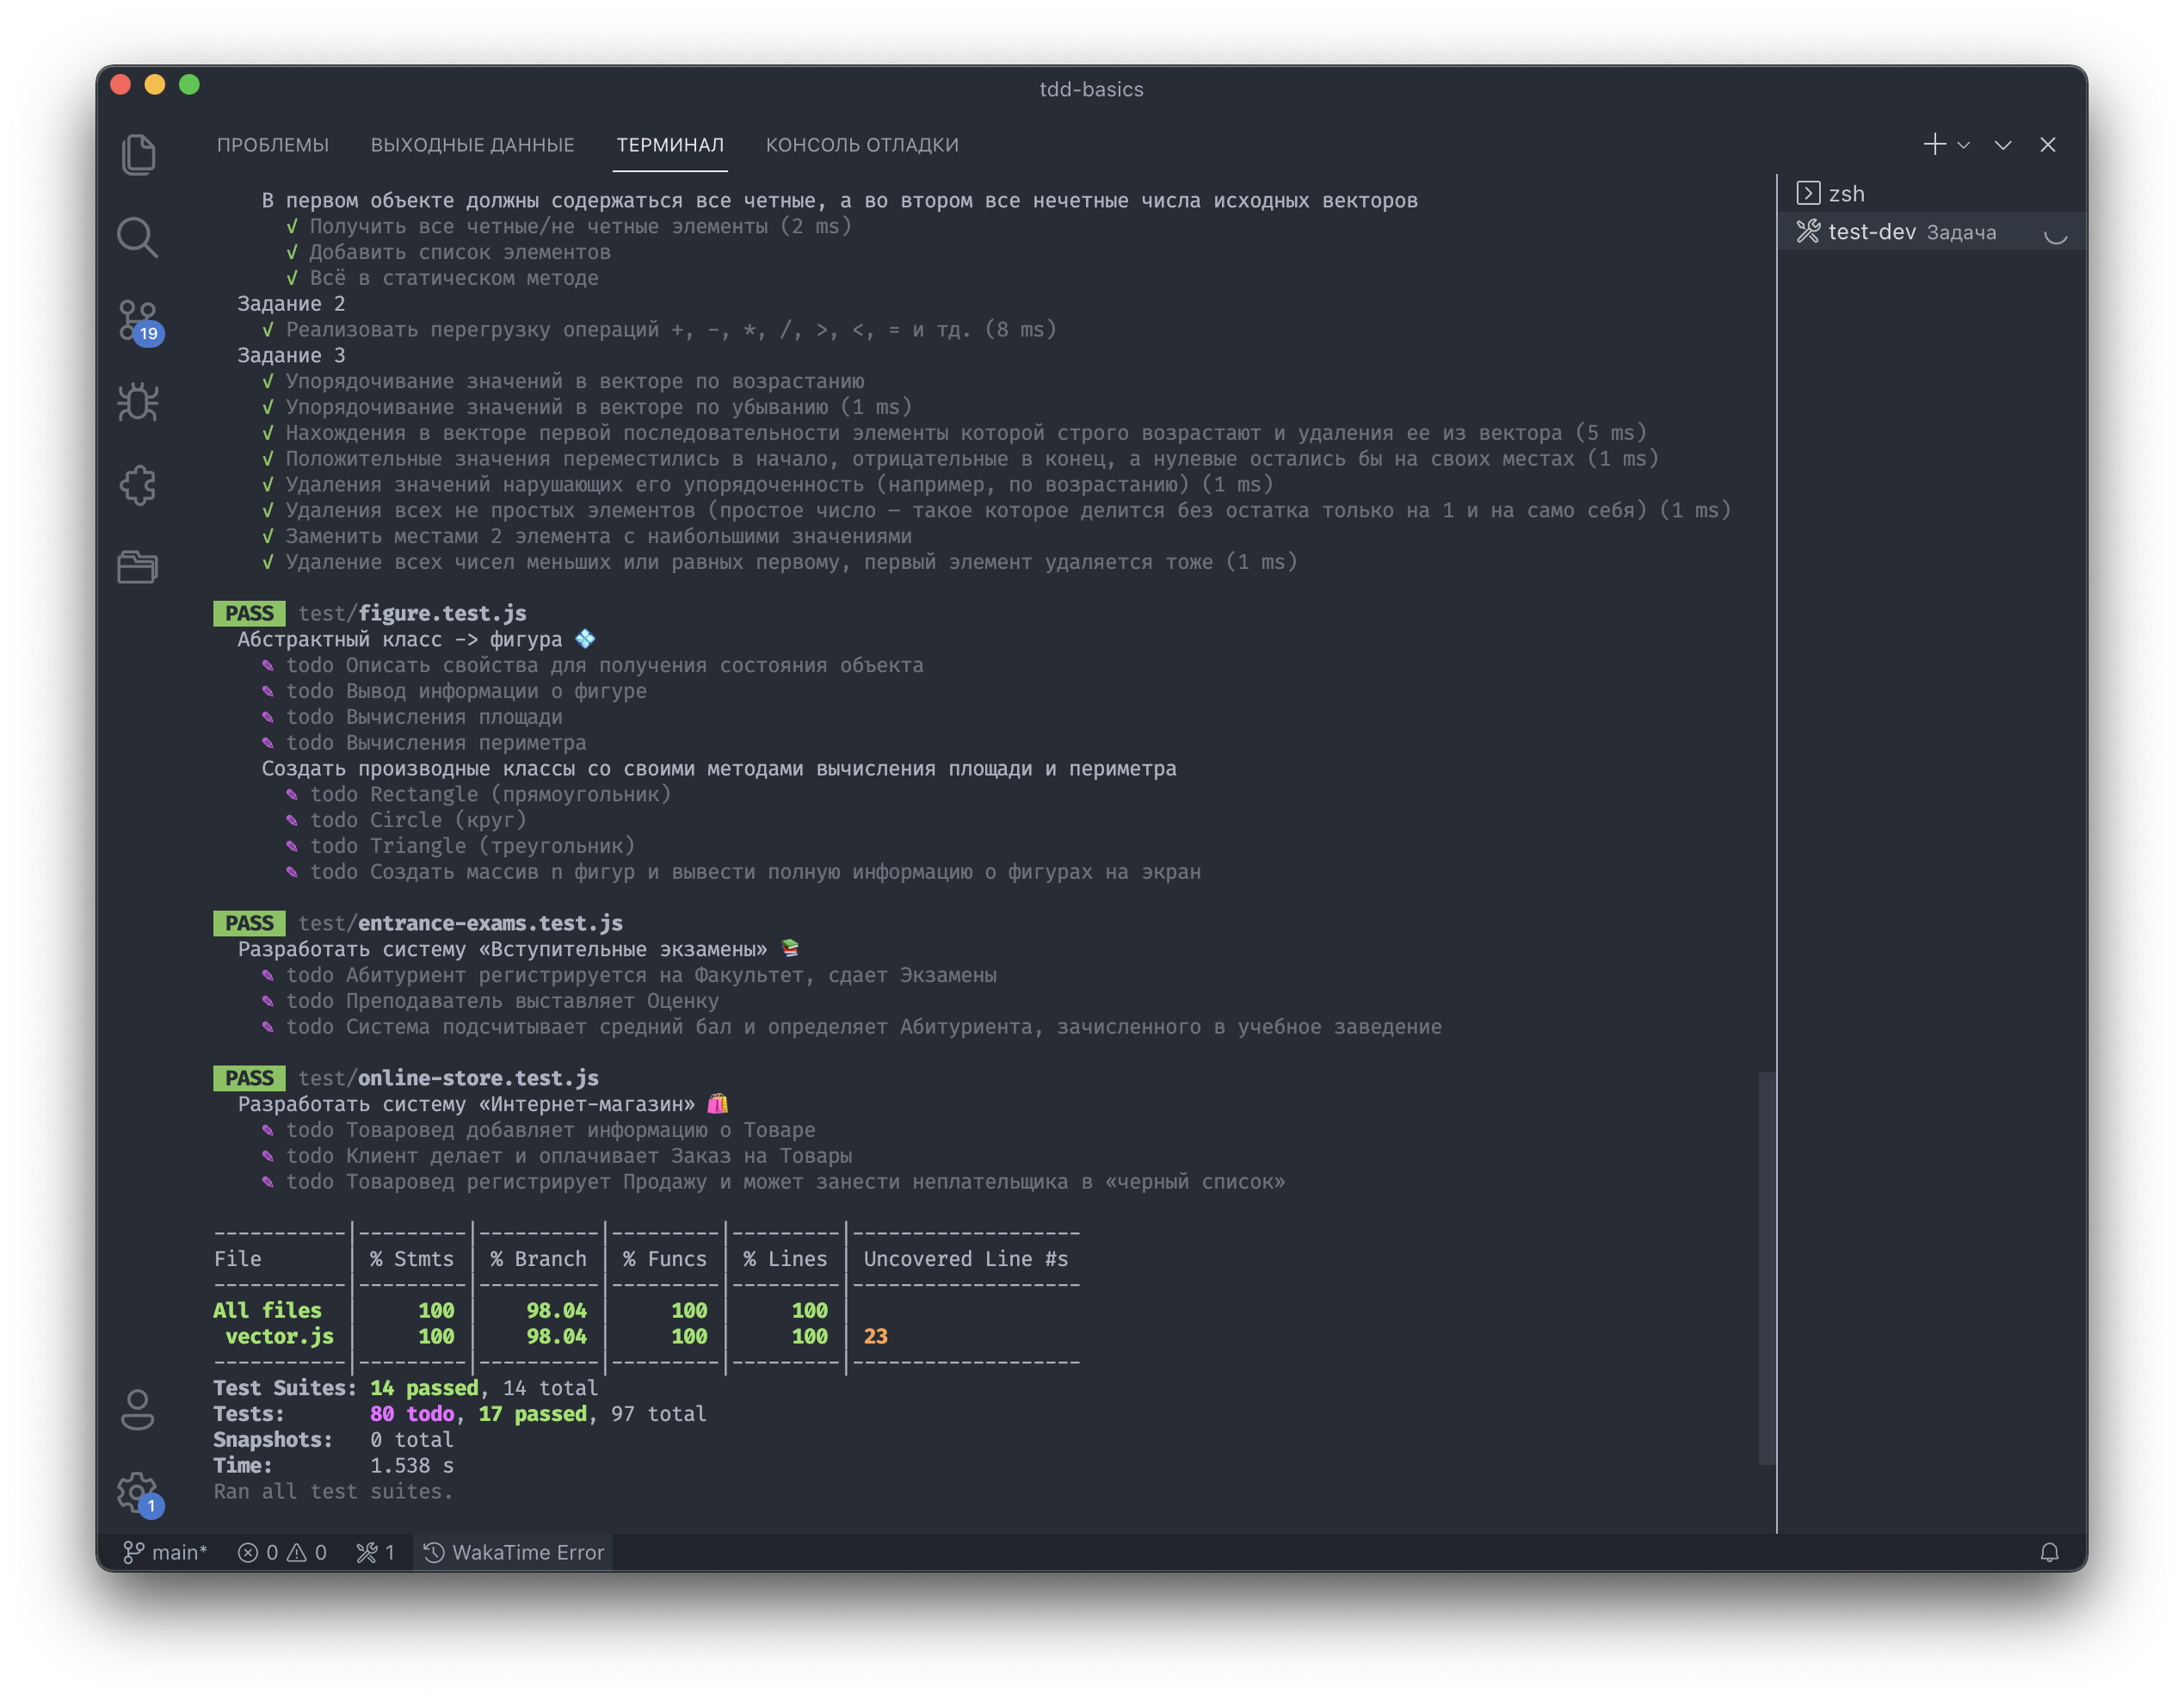 tdd-basics
ПРОБЛЕМЫ ВЫХОДНЫЕ ДАННЫЕ ТЕРМИНАЛ КОНСОЛЬ ОТЛАДКИ
zsh
test-dev Задача
19
В первом объекте должны содержаться все четные, а во втором все нечетные числа исходных векторов
√ Получить все четные/не четные элементы (2 ms)
√ Добавить список элементов
√ Всё в статическом методе
Задание 2
√ Реализовать перегрузку операций +, -, *, /, >, <, = и тд. (8 ms)
Задание 3
√ Упорядочивание значений в векторе по возрастанию
√ Упорядочивание значений в векторе по убыванию (1 ms)
√ Нахождения в векторе первой последовательности элементы которой строго возрастают и удаления ее из вектора (5 ms)
√ Положительные значения переместились в начало, отрицательные в конец, а нулевые остались бы на своих местах (1 ms)
√ Удаления значений нарушающих его упорядоченность (например, по возрастанию) (1 ms)
√ Удаления всех не простых элементов (простое число — такое которое делится без остатка только на 1 и на само себя) (1 ms)
√ Заменить местами 2 элемента с наибольшими значениями
√ Удаление всех чисел меньших или равных первому, первый элемент удаляется тоже (1 ms)
PASS test/figure.test.js
Абстрактный класс -> фигура 💠
✎ todo Описать свойства для получения состояния объекта
✎ todo Вывод информации о фигуре
✎ todo Вычисления площади
✎ todo Вычисления периметра
Создать производные классы со своими методами вычисления площади и периметра
✎ todo Rectangle (прямоугольник)
✎ todo Circle (круг)
✎ todo Triangle (треугольник)
✎ todo Создать массив n фигур и вывести полную информацию о фигурах на экран
PASS test/entrance-exams.test.js
Разработать систему «Вступительные экзамены» 📚
✎ todo Абитуриент регистрируется на Факультет, сдает Экзамены
✎ todo Преподаватель выставляет Оценку
✎ todo Система подсчитывает средний бал и определяет Абитуриента, зачисленного в учебное заведение
PASS test/online-store.test.js
Разработать систему «Интернет-магазин» 🛍
✎ todo Товаровед добавляет информацию о Товаре
✎ todo Клиент делает и оплачивает Заказ на Товары
✎ todo Товаровед регистрирует Продажу и может занести неплательщика в «черный список»
-----------|---------|----------|---------|---------|-------------------
File | % Stmts | % Branch | % Funcs | % Lines | Uncovered Line #s
-----------|---------|----------|---------|---------|-------------------
All files | 100 | 98.04 | 100 | 100 |
vector.js | 100 | 98.04 | 100 | 100 | 23
-----------|---------|----------|---------|---------|-------------------
Test Suites: 14 passed, 14 total
Tests: 80 todo, 17 passed, 97 total
Snapshots: 0 total
Time: 1.538 s
Ran all test suites.
1
main* 0 0 1 WakaTime Error